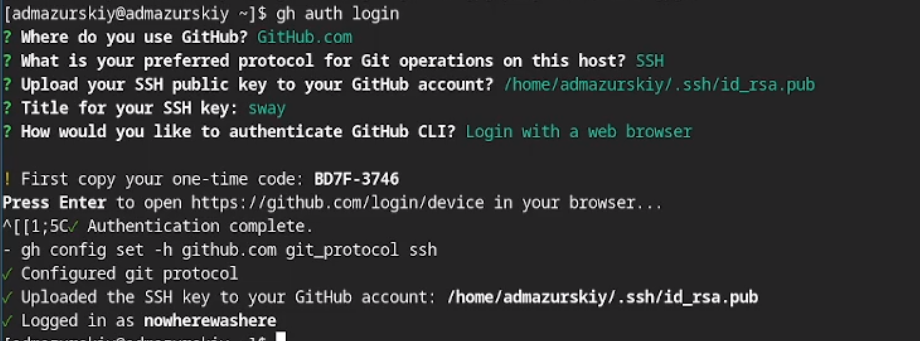 [admazurskiy@admazurskiy ~]$ gh auth login
? Where do you use GitHub? GitHub.com
? What is your preferred protocol for Git operations on this host? SSH
? Upload your SSH public key to your GitHub account? /home/admazurskiy/.ssh/id_rsa.pub
? Title for your SSH key: sway
? How would you like to authenticate GitHub CLI? Login with a web browser
! First copy your one-time code: BD7F-3746
Press Enter to open https://github.com/login/device in your browser...
^[[1;5C✓ Authentication complete.
- gh config set -h github.com git_protocol ssh
✓ Configured git protocol
✓ Uploaded the SSH key to your GitHub account: /home/admazurskiy/.ssh/id_rsa.pub
✓ Logged in as nowherewashere
[admazurskiy@admazurskiy ~]$